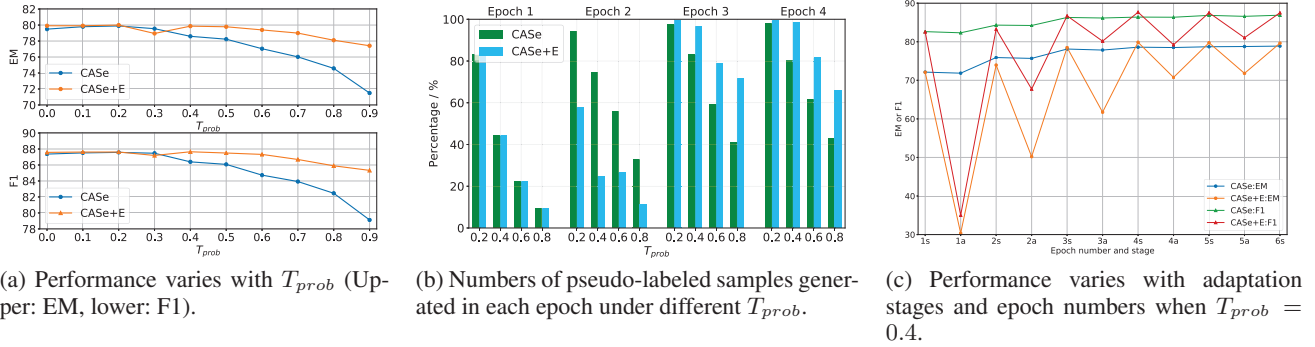 82
80
78
76
74
72
70
EM
CASe
CASe+E
0.0 0.1 0.2 0.3 0.4 0.5 0.6 0.7 0.8 0.9
T_prob
90
88
86
84
82
80
78
F1
CASe
CASe+E
0.0 0.1 0.2 0.3 0.4 0.5 0.6 0.7 0.8 0.9
T_prob
(a) Performance varies with T_prob (Up-
per: EM, lower: F1).
Epoch 1 Epoch 2 Epoch 3 Epoch 4
100
80
60
40
20
0
Percentage / %
CASe
CASe+E
0.2 0.4 0.6 0.8 0.2 0.4 0.6 0.8 0.2 0.4 0.6 0.8 0.2 0.4 0.6 0.8
T_prob
(b) Numbers of pseudo-labeled samples gener-
ated in each epoch under different T_prob.
90
80
70
60
50
40
30
EM or F1
CASe:EM
CASe+E:EM
CASe:F1
CASe+E:F1
1s 1a 2s 2a 3s 3a 4s 4a 5s 5a 6s
Epoch number and stage
(c) Performance varies with adaptation
stages and epoch numbers when T_prob =
0.4.